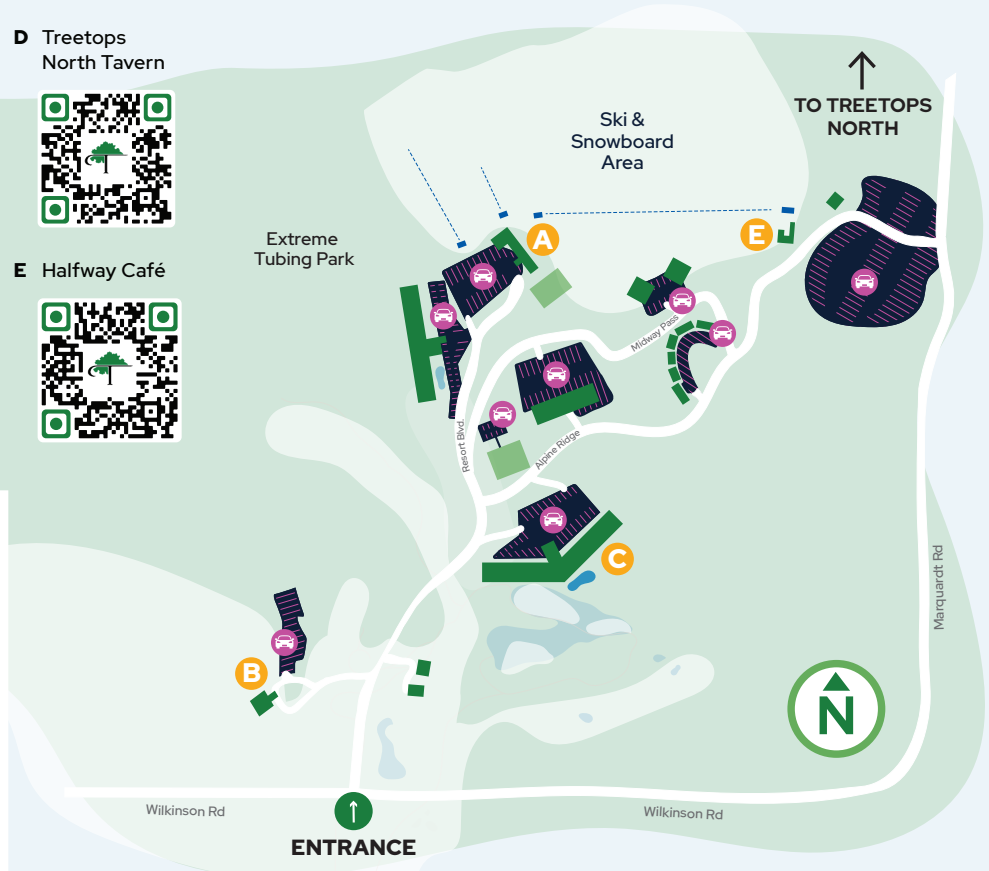 D Treetops
North Tavern
E Halfway Café
TO TREETOPS
NORTH
Ski &
Snowboard
Area
Extreme
Tubing Park
A
E
Midway Pass
Resort Blvd.
Alpine Ridge
C
B
Marquardt Rd
N
Wilkinson Rd
Wilkinson Rd
ENTRANCE